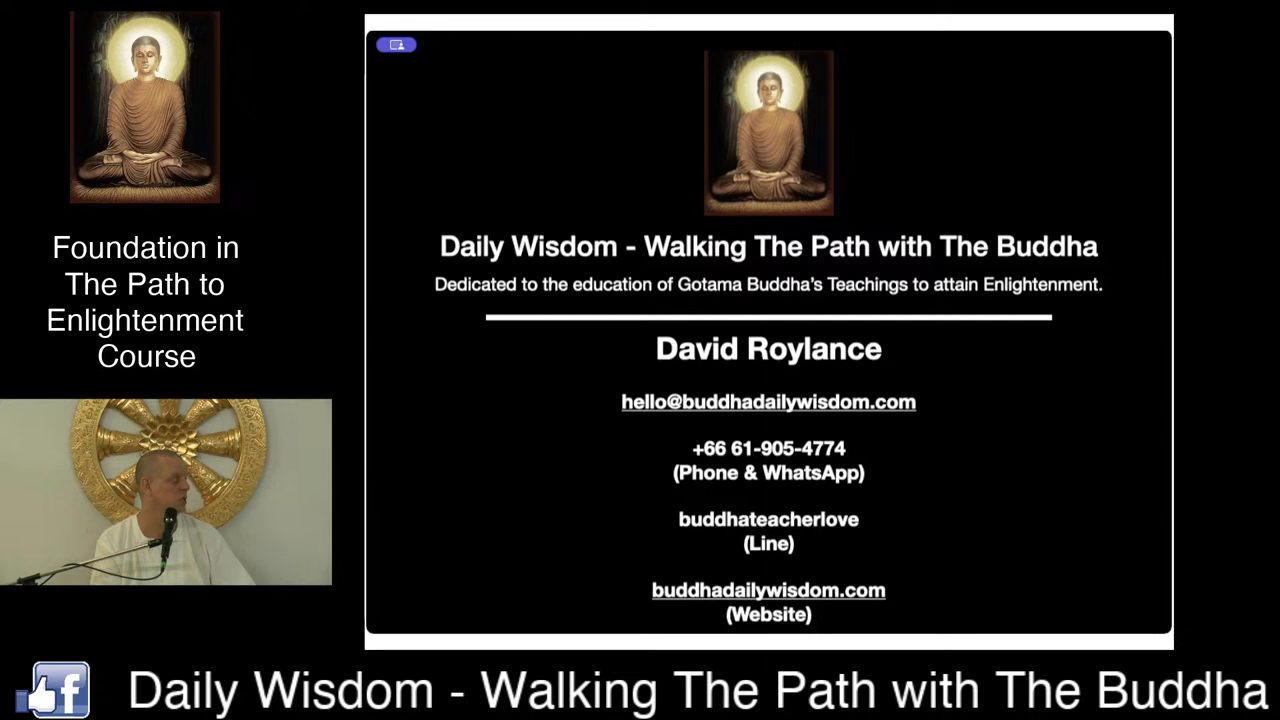 Foundation in
The Path to
Enlightenment
Course
Daily Wisdom - Walking The Path with The Buddha
Dedicated to the education of Gotama Buddha's Teachings to attain Enlightenment.
David Roylance
hello@buddhadailywisdom.com
+66 61-905-4774
(Phone & WhatsApp)
buddhateacherlove
(Line)
buddhadailywisdom.com
(Website)
f
Daily Wisdom - Walking The Path with The Buddha